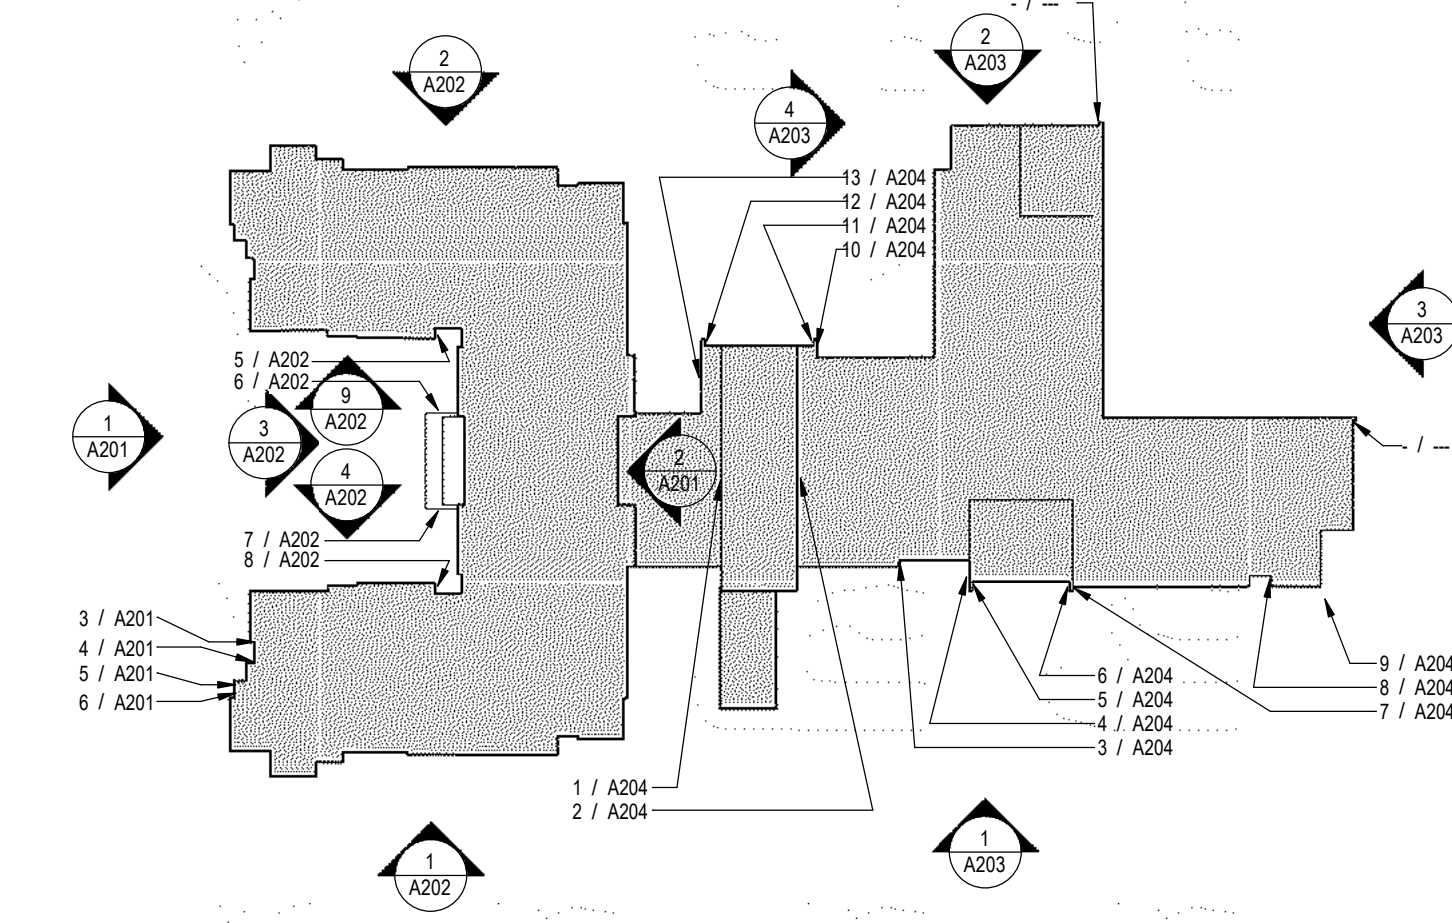 - / ---
2
A202
2
A203
4
A203
13 / A204
12 / A204
11 / A204
10 / A204
3
A203
5 / A202
6 / A202
9
A202
1
A201
3
A202
4
A202
2
A201
- / ---
7 / A202
8 / A202
3 / A201
4 / A201
5 / A201
6 / A201
6 / A204
5 / A204
4 / A204
3 / A204
9 / A204
8 / A204
7 / A204
1 / A204
2 / A204
1
A202
1
A203